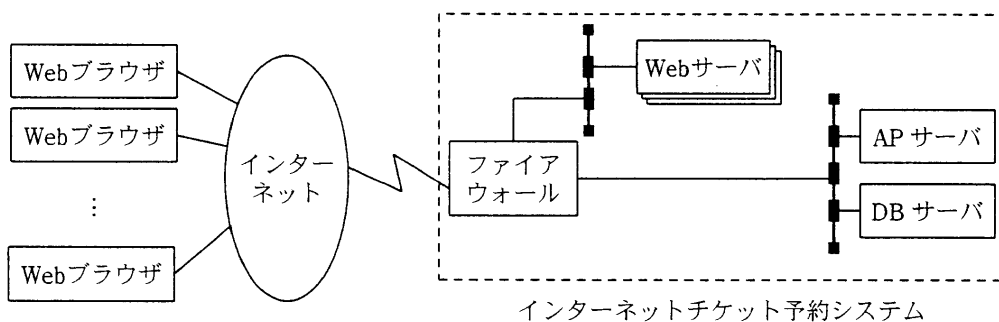 Webブラウザ
Webブラウザ
⋮
Webブラウザ
インター
ネット
ファイア
ウォール
Webサーバ
APサーバ
DBサーバ
インターネットチケット予約システム